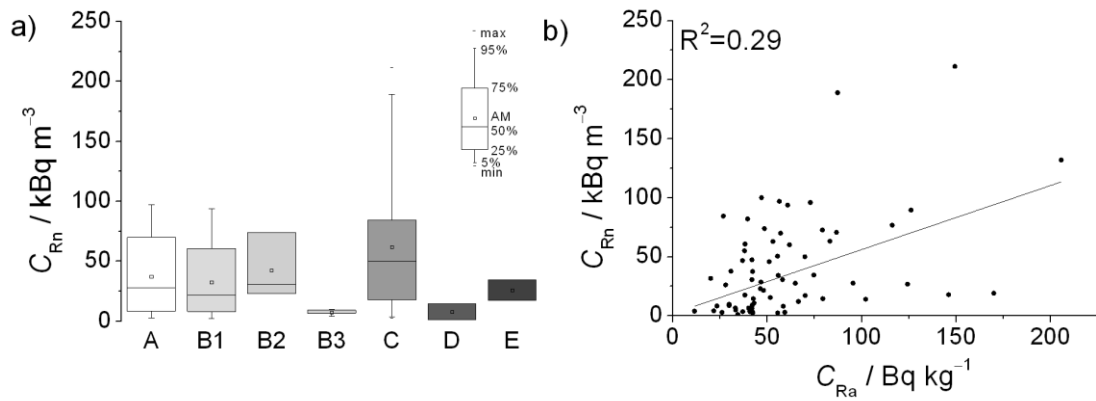 a)
C_Rn / kBq m⁻³
250
200
150
100
50
0
A B1 B2 B3 C D E
max
95%
75%
AM
50%
25%
5%
min
b)
R²=0.29
C_Rn / kBq m⁻³
250
200
150
100
50
0
0 50 100 150 200
C_Ra / Bq kg⁻¹